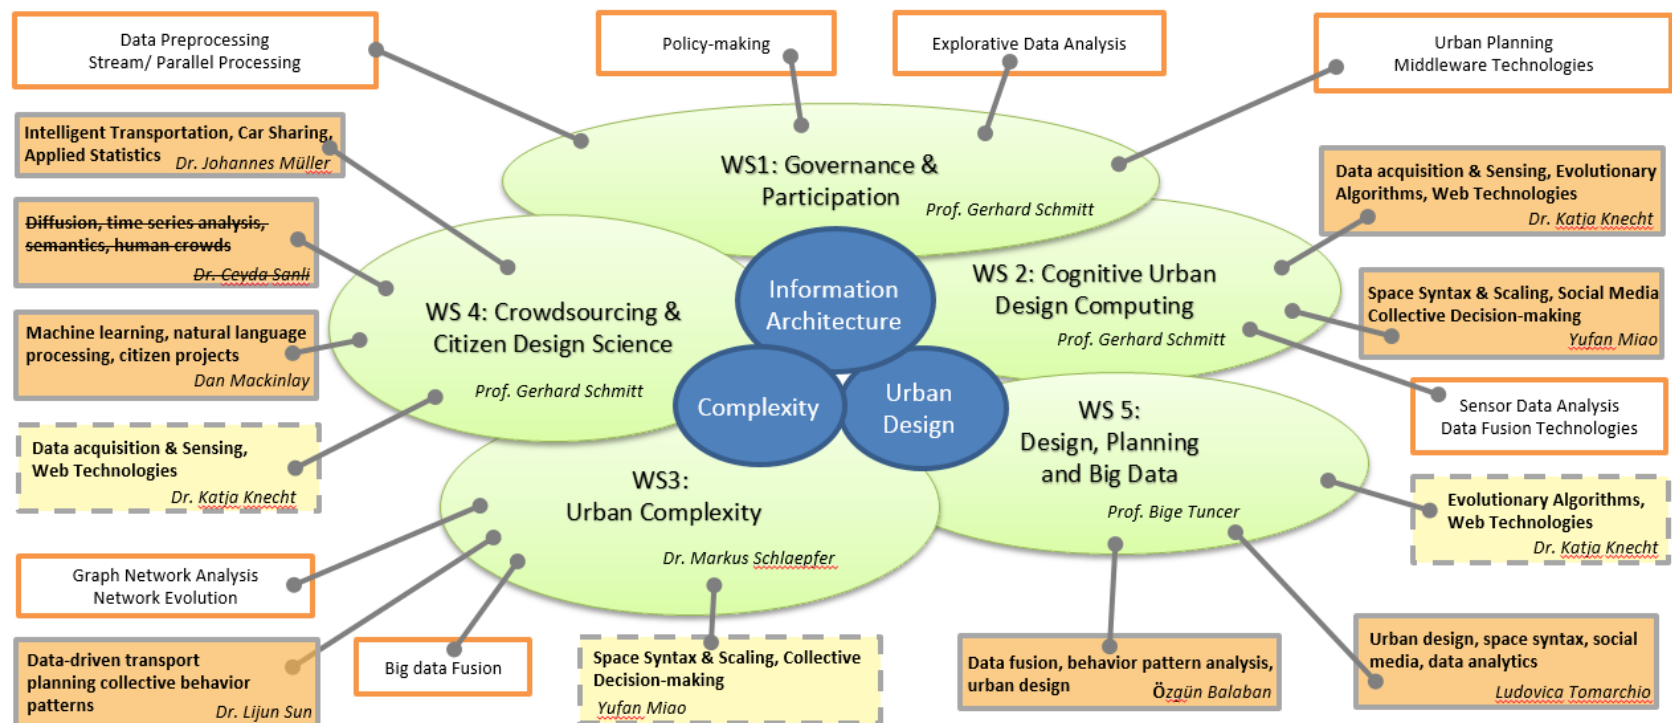 Data Preprocessing
Stream/ Parallel Processing
Policy-making
Explorative Data Analysis
Urban Planning
Middleware Technologies
Intelligent Transportation, Car Sharing,
Applied Statistics Dr. Johannes Müller
WS1: Governance &
Participation
Prof. Gerhard Schmitt
Data acquisition & Sensing, Evolutionary
Algorithms, Web Technologies
Dr. Katja Knecht
Diffusion, time series analysis,
semantics, human crowds
Dr. Ceyda Sanli
Information
Architecture
WS 2: Cognitive Urban
Design Computing
Prof. Gerhard Schmitt
Space Syntax & Scaling, Social Media
Collective Decision-making
Yufan Miao
WS 4: Crowdsourcing &
Citizen Design Science
Prof. Gerhard Schmitt
Machine learning, natural language
processing, citizen projects
Dan Mackinlay
Complexity
Urban
Design
WS 5:
Design, Planning
and Big Data
Prof. Bige Tuncer
Sensor Data Analysis
Data Fusion Technologies
Data acquisition & Sensing,
Web Technologies
Dr. Katja Knecht
WS3:
Urban Complexity
Dr. Markus Schlaepfer
Evolutionary Algorithms,
Web Technologies
Dr. Katja Knecht
Graph Network Analysis
Network Evolution
Data-driven transport
planning collective behavior
patterns
Dr. Lijun Sun
Big data Fusion
Space Syntax & Scaling, Collective
Decision-making
Yufan Miao
Data fusion, behavior pattern analysis,
urban design Özgün Balaban
Urban design, space syntax, social
media, data analytics
Ludovica Tomarchio